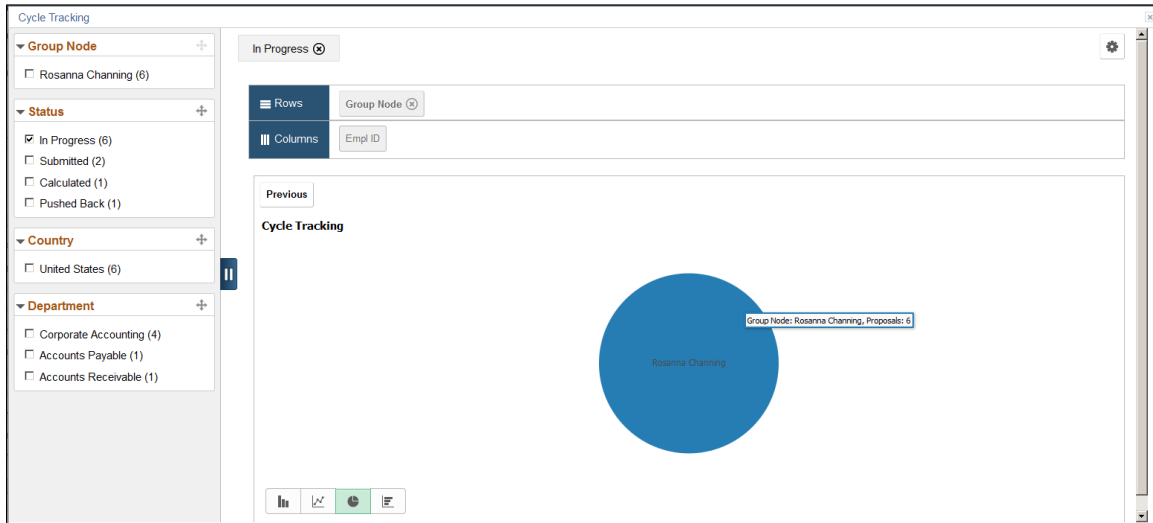 Cycle Tracking
Group Node
Rosanna Channing (6)
Status
In Progress (6)
Submitted (2)
Calculated (1)
Pushed Back (1)
Country
United States (6)
Department
Corporate Accounting (4)
Accounts Payable (1)
Accounts Receivable (1)
In Progress
Rows
Group Node
Columns
Empl ID
Previous
Cycle Tracking
Group Node: Rosanna Channing, Proposals: 6
Rosanna Channing